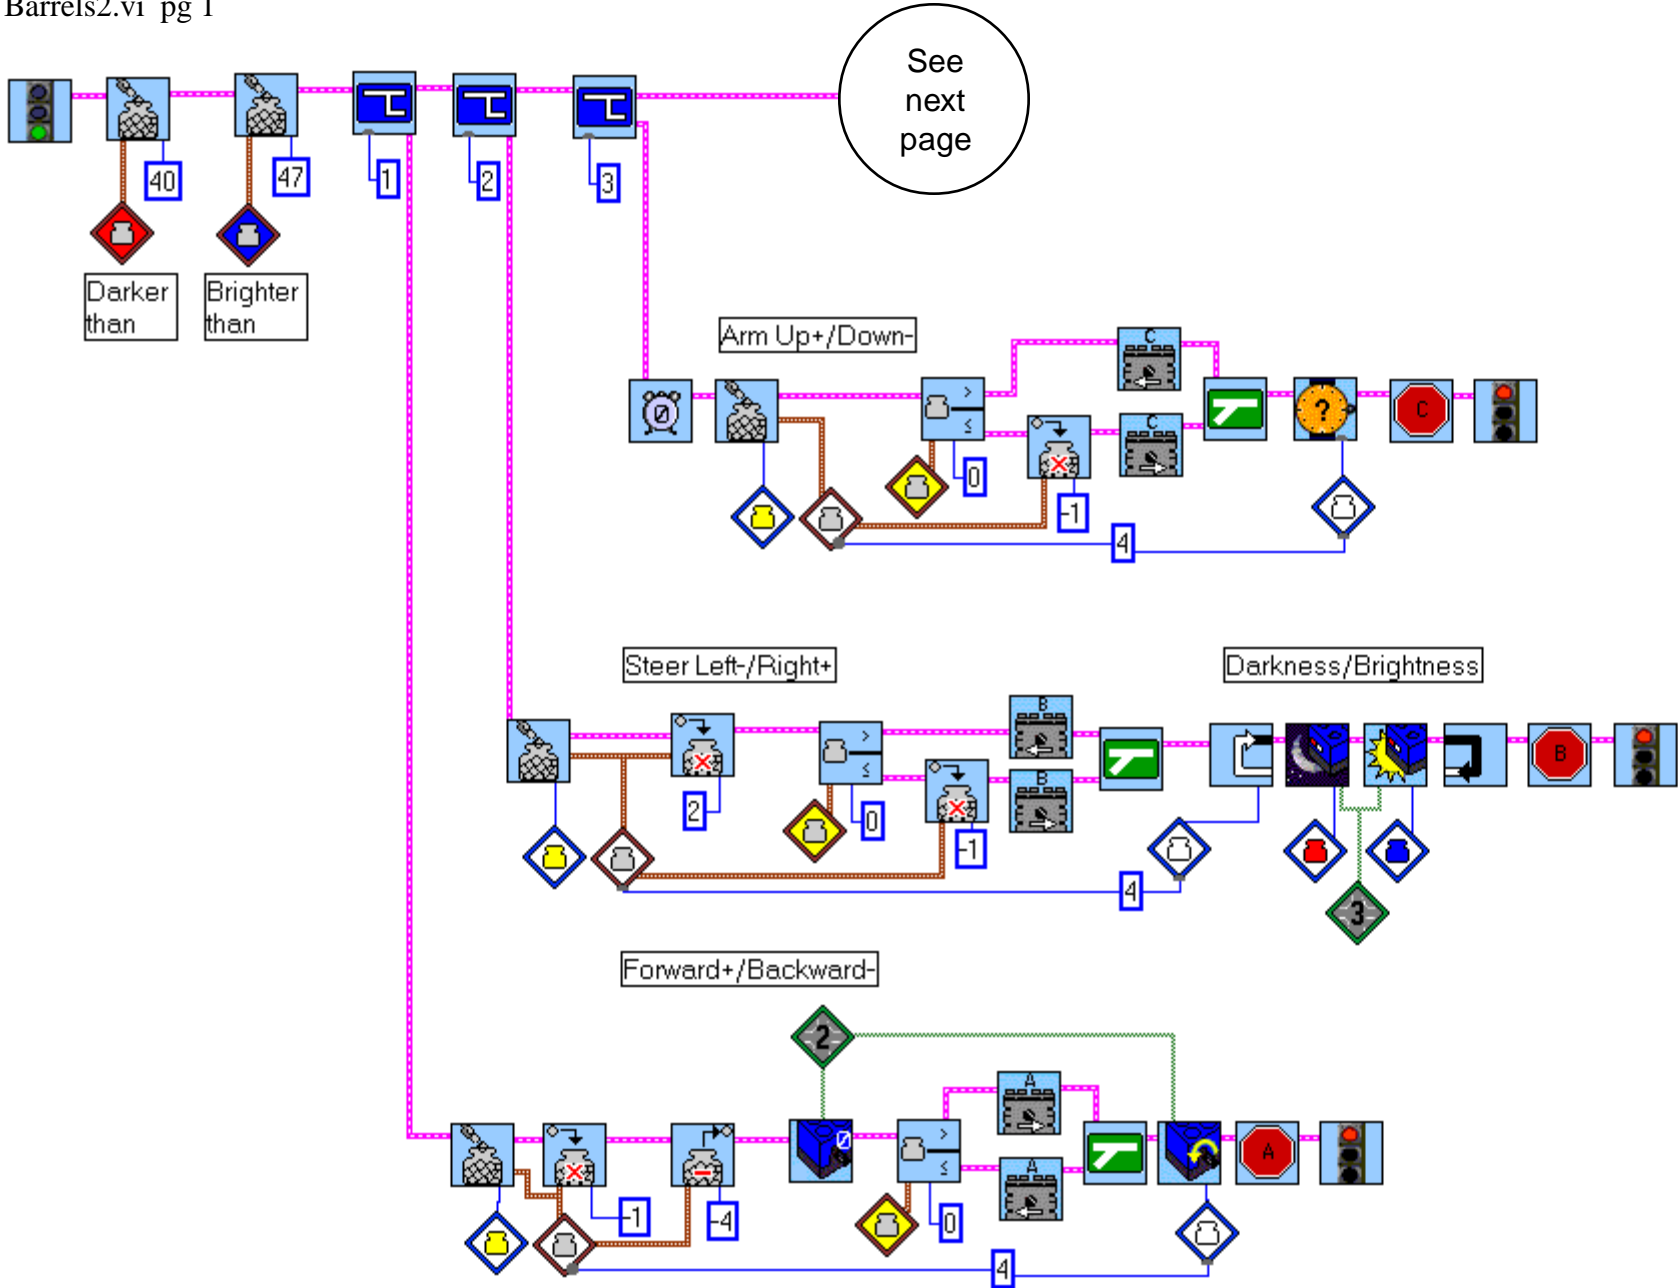 Barrels2.vi pg 1
See
next
page
40
47
1
2
3
Darker
than
Brighter
than
Arm Up+/Down-
C
>
≤
0
?
C
C
0
-1
4
Steer Left-/Right+
Darkness/Brightness
B
>
≤
B
B
2
0
-1
4
3
Forward+/Backward-
2
A
0
>
≤
A
A
-1
-4
0
4